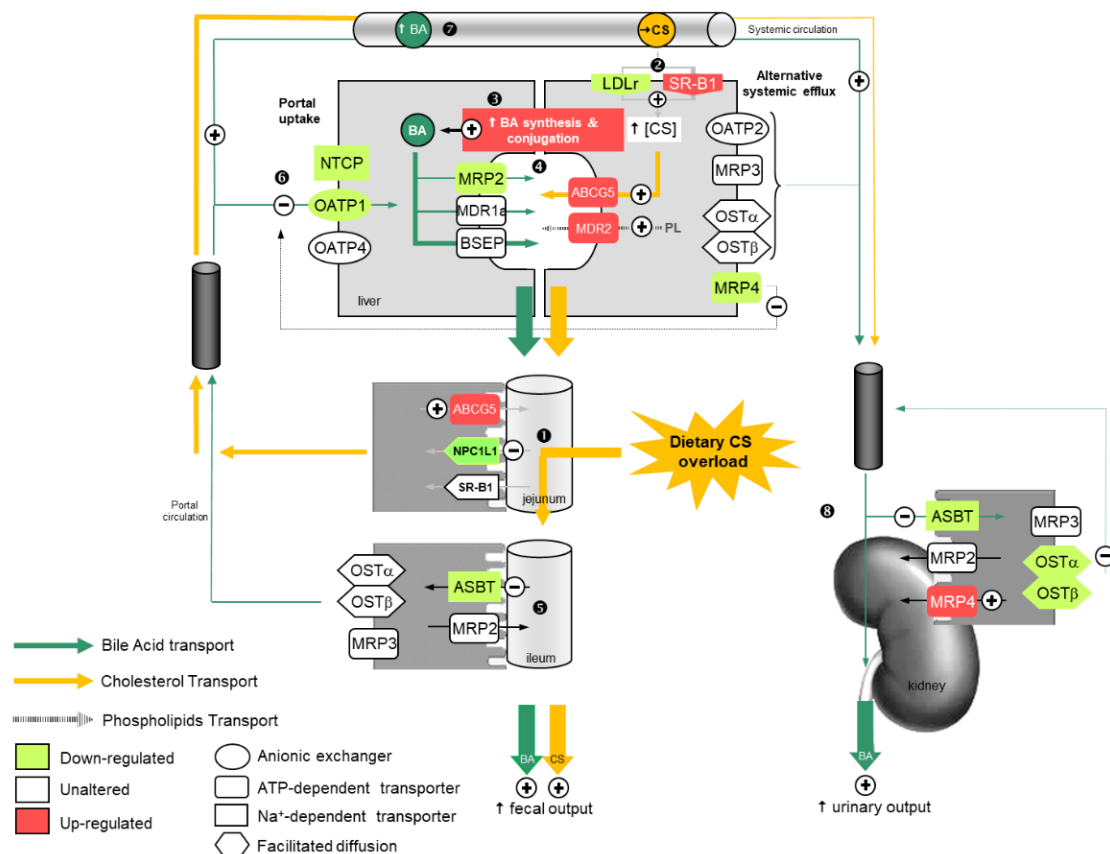 ↑ BA
❼
→CS
Systemic circulation
❷
LDLr
SR-B1
Alternative
systemic efflux
+
Portal
uptake
❸
↑ BA synthesis &
conjugation
BA
+
+
↑ [CS]
OATP2
+
+
NTCP
❹
MRP2
ABCG5
+
MRP3
❻
−
OATP1
MDR1a
MDR2
+
PL
OSTα
OSTβ
OATP4
BSEP
MRP4
−
liver
+
ABCG5
NPC1L1
−
❶
Dietary CS
overload
SR-B1
jejunum
Portal
circulation
❽
−
ASBT
MRP3
MRP2
OSTα
−
OSTβ
MRP4
+
kidney
OSTα
OSTβ
ASBT
−
❺
MRP2
MRP3
ileum
Bile Acid transport
Cholesterol Transport
Phospholipids Transport
Down-regulated
Unaltered
Up-regulated
Anionic exchanger
ATP-dependent transporter
Na⁺-dependent transporter
Facilitated diffusion
BA
CS
+
+
↑ fecal output
BA
+
↑ urinary output